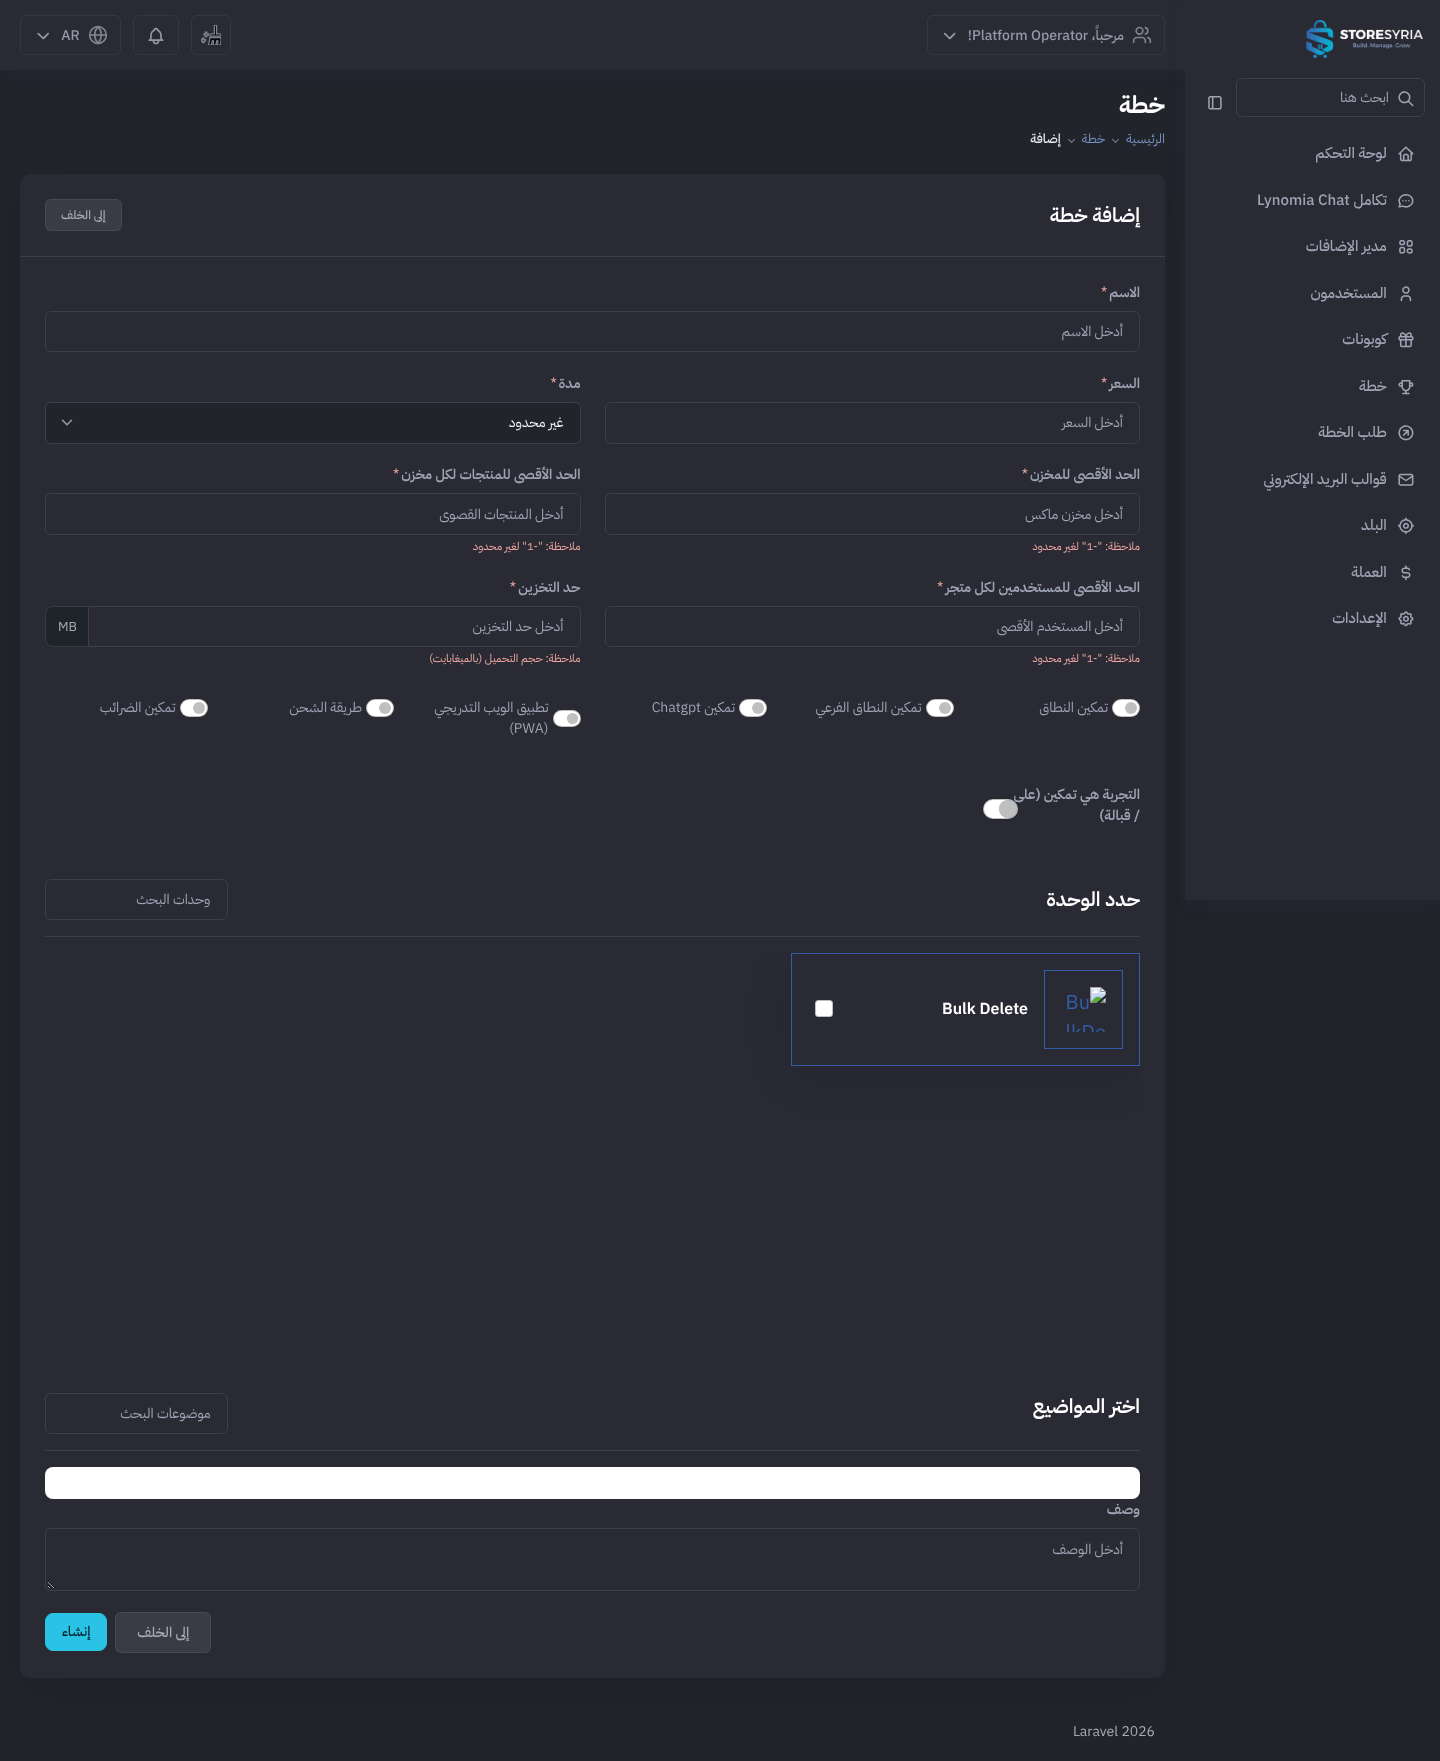 STORESYRIA
Build. Manage. Grow
مرحباً، Platform Operator!
AR
ابحث هنا
لوحة التحكم
تكامل Lynomia Chat
مدير الإضافات
المستخدمون
كوبونات
خطة
طلب الخطة
قوالب البريد الإلكتروني
البلد
العملة
الإعدادات
خطة
الرئيسية
خطة
إضافة
إضافة خطة
إلى الخلف
الاسم*
أدخل الاسم
السعر*
مدة*
أدخل السعر
غير محدود
الحد الأقصى للمخزن*
الحد الأقصى للمنتجات لكل مخزن*
أدخل مخزن ماكس
أدخل المنتجات القصوى
ملاحظة: "-1" لغير محدود
ملاحظة: "-1" لغير محدود
الحد الأقصى للمستخدمين لكل متجر*
حد التخزين*
أدخل المستخدم الأقصى
أدخل حد التخزين
MB
ملاحظة: "-1" لغير محدود
ملاحظة: حجم التحميل (بالميغابايت)
تمكين النطاق
تمكين النطاق الفرعي
تمكين Chatgpt
تطبيق الويب التدريجي
(PWA)
طريقة الشحن
تمكين الضرائب
التجربة هي تمكين (على
/ قبالة)
حدد الوحدة
وحدات البحث
Bu
lkDe
Bulk Delete
اختر المواضيع
موضوعات البحث
وصف
أدخل الوصف
إلى الخلف
إنشاء
Laravel 2026